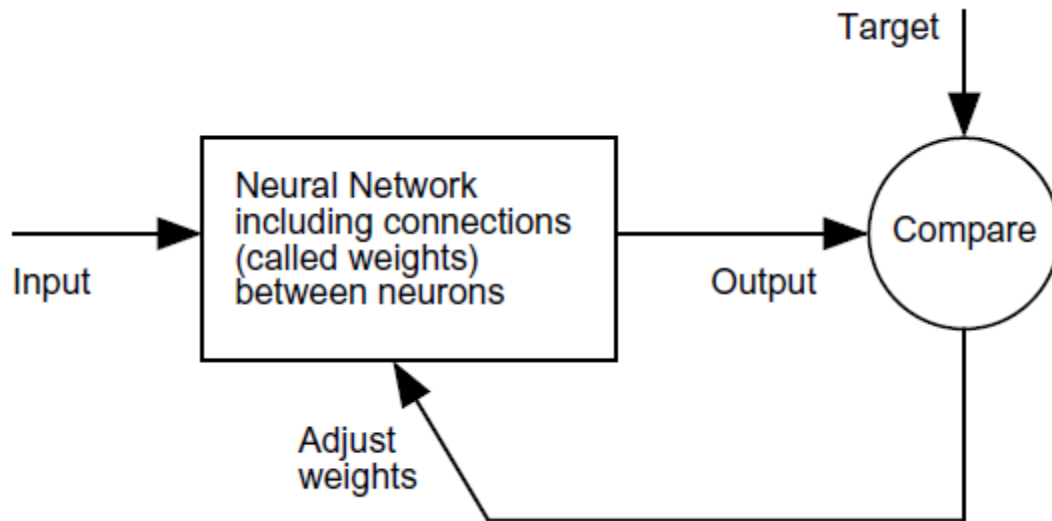 Target
Neural Network
including connections
(called weights)
between neurons
Compare
Input
Output
Adjust
weights